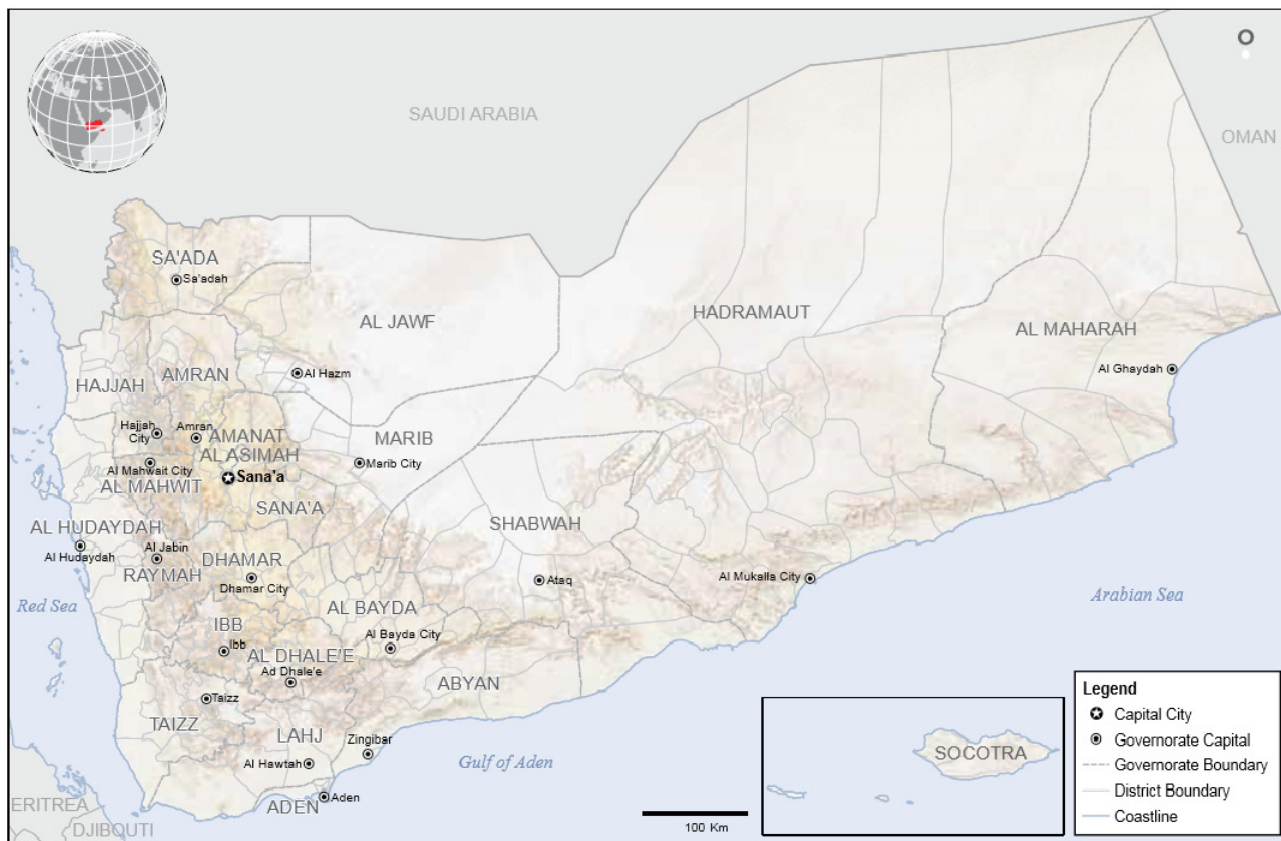 SAUDI ARABIA
OMAN
SA'ADA
Sa'adah
AL JAWF
HADRAMAUT
AL MAHARAH
Al Ghaydah
HAJJAH
AMRAN
Al Hazm
Hajjah
City
Amran
AMANAT
AL ASIMAH
MARIB
Marib City
Al Mahwait City
AL MAHWIT
Sana'a
SANA'A
SHABWAH
AL HUDAYDAH
Al Hudaydah
Al Jabin
RAYMAH
DHAMAR
Dhamar City
Ataq
Al Mukalla City
Red Sea
Arabian Sea
AL BAYDA
Al Bayda City
IBB
Ibb
AL DHALE'E
Ad Dhale'e
ABYAN
Taizz
TAIZZ
LAHJ
Zingibar
Al Hawtah
Gulf of Aden
ADEN
Aden
ERITREA
DJIBOUTI
100 Km
SOCOTRA
Legend
Capital City
Governorate Capital
Governorate Boundary
District Boundary
Coastline